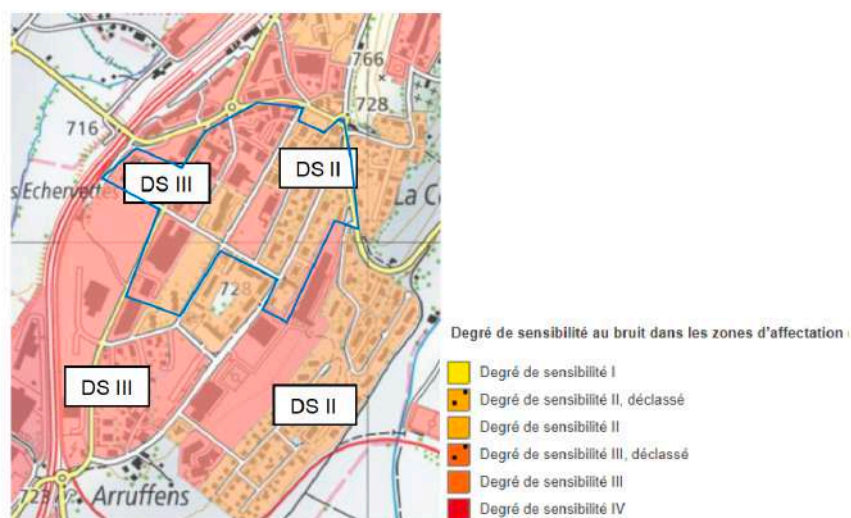 766
728
716
DS III
DS II
s Echervettes
La C
728
DS III
DS II
Arruffens
Degré de sensibilité au bruit dans les zones d'affectation
Degré de sensibilité I
Degré de sensibilité II, déclassé
Degré de sensibilité II
Degré de sensibilité III, déclassé
Degré de sensibilité III
Degré de sensibilité IV